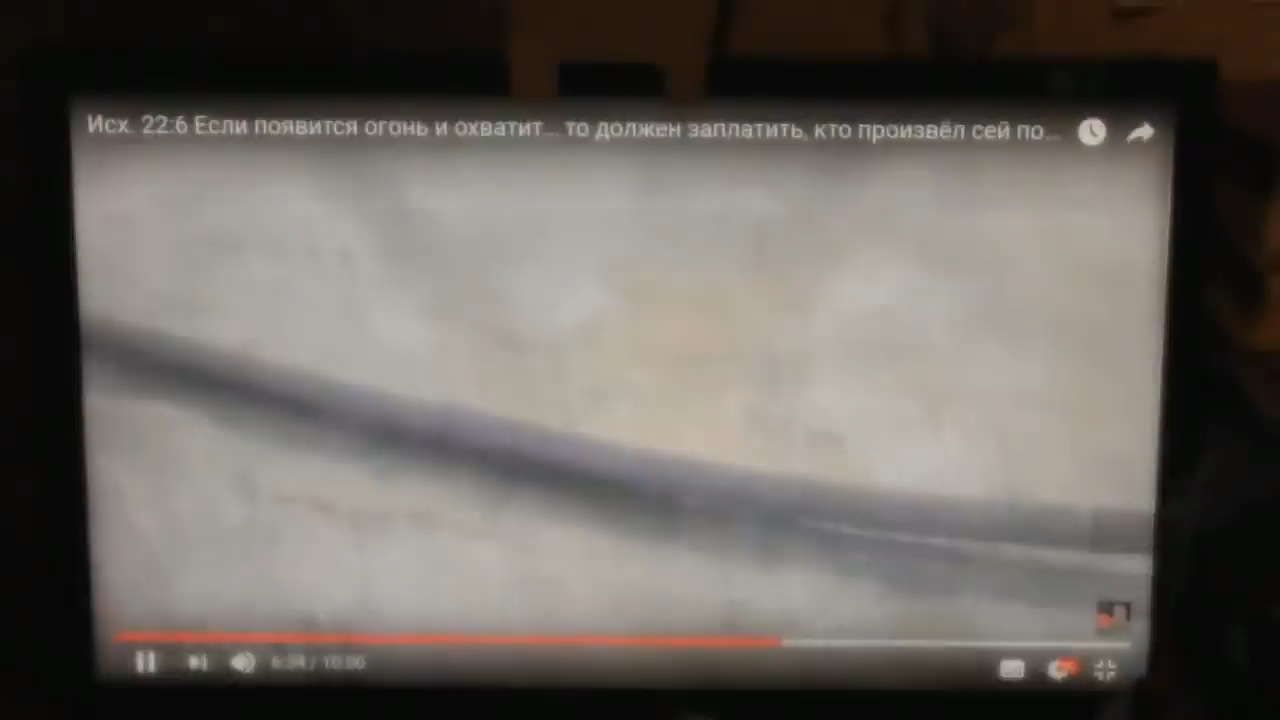 Исх. 22:6 Если появится огонь и охватит... то должен заплатить, кто произвёл сей по...